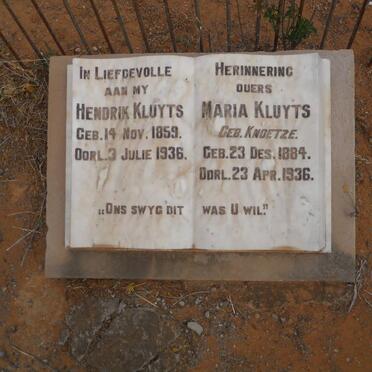 IN LIEFDEVOLLE HERINNERING
AAN MY OUERS
HENDRIK KLUYTS
GEB. 14 NOV. 1859.
OORL. 3 JULIE 1936.
MARIA KLUYTS
GEB. KNOETZE.
GEB. 23 DES. 1884.
OORL. 23 APR. 1936.
„ONS SWYG DIT WAS U WIL."